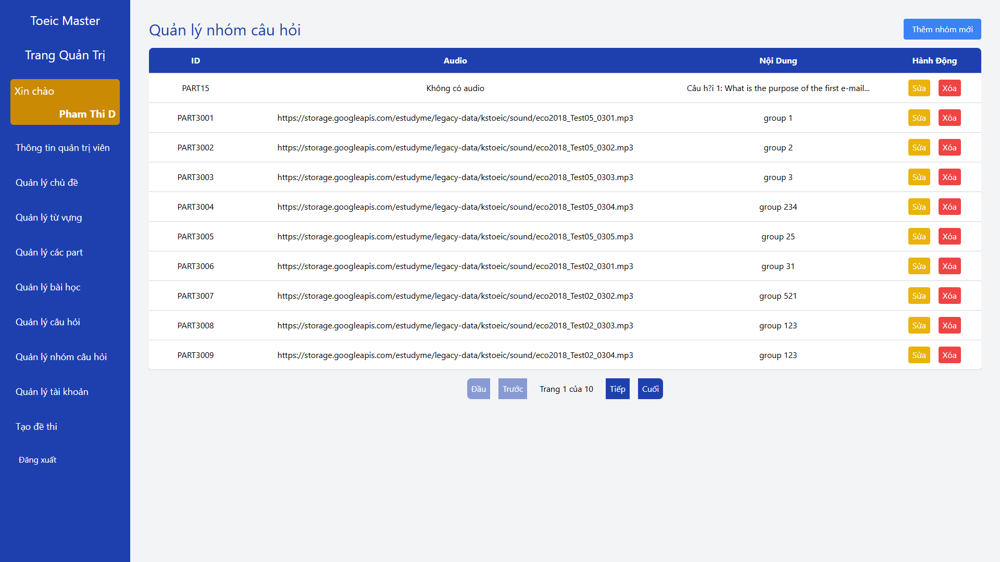 Toeic Master
Trang Quản Trị
Xin chào
Pham Thi D
Thông tin quản trị viên
Quản lý chủ đề
Quản lý từ vựng
Quản lý các part
Quản lý bài học
Quản lý câu hỏi
Quản lý nhóm câu hỏi
Quản lý tài khoản
Tạo đề thi
Đăng xuất
Quản lý nhóm câu hỏi
Thêm nhóm mới
ID Audio Nội Dung Hành Động
PART15 Không có audio Câu h?i 1: What is the purpose of the first e-mail... Sửa Xóa
PART3001 https://storage.googleapis.com/estudyme/legacy-data/kstoeic/sound/eco2018_Test05_0301.mp3 group 1 Sửa Xóa
PART3002 https://storage.googleapis.com/estudyme/legacy-data/kstoeic/sound/eco2018_Test05_0302.mp3 group 2 Sửa Xóa
PART3003 https://storage.googleapis.com/estudyme/legacy-data/kstoeic/sound/eco2018_Test05_0303.mp3 group 3 Sửa Xóa
PART3004 https://storage.googleapis.com/estudyme/legacy-data/kstoeic/sound/eco2018_Test05_0304.mp3 group 234 Sửa Xóa
PART3005 https://storage.googleapis.com/estudyme/legacy-data/kstoeic/sound/eco2018_Test05_0305.mp3 group 25 Sửa Xóa
PART3006 https://storage.googleapis.com/estudyme/legacy-data/kstoeic/sound/eco2018_Test02_0301.mp3 group 31 Sửa Xóa
PART3007 https://storage.googleapis.com/estudyme/legacy-data/kstoeic/sound/eco2018_Test02_0302.mp3 group 521 Sửa Xóa
PART3008 https://storage.googleapis.com/estudyme/legacy-data/kstoeic/sound/eco2018_Test02_0303.mp3 group 123 Sửa Xóa
PART3009 https://storage.googleapis.com/estudyme/legacy-data/kstoeic/sound/eco2018_Test02_0304.mp3 group 123 Sửa Xóa
Đầu Trước Trang 1 của 10 Tiếp Cuối